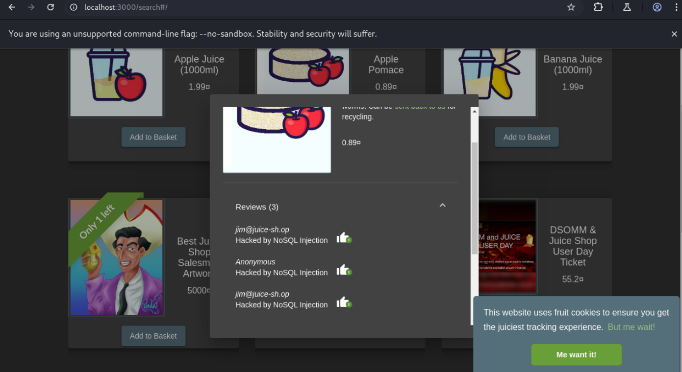 localhost:3000/search#/
You are using an unsupported command-line flag: --no-sandbox. Stability and security will suffer.
Apple Juice
(1000ml)
1.99¤
Add to Basket
Apple
Pomace
0.89¤
Banana Juice
(1000ml)
1.99¤
Add to Basket
worms. Can be sent back to us for
recycling.
0.89¤
Reviews (3)
jim@juice-sh.op
Hacked by NoSQL Injection
Anonymous
Hacked by NoSQL Injection
jim@juice-sh.op
Hacked by NoSQL Injection
Only 1 left
Best Ju
Shop
Salesm
Artwo
5000¤
Add to Basket
M and JUICE
USER DAY
DSOMM &
Juice Shop
User Day
Ticket
55.2¤
This website uses fruit cookies to ensure you get
the juiciest tracking experience. But me wait!
Me want it!